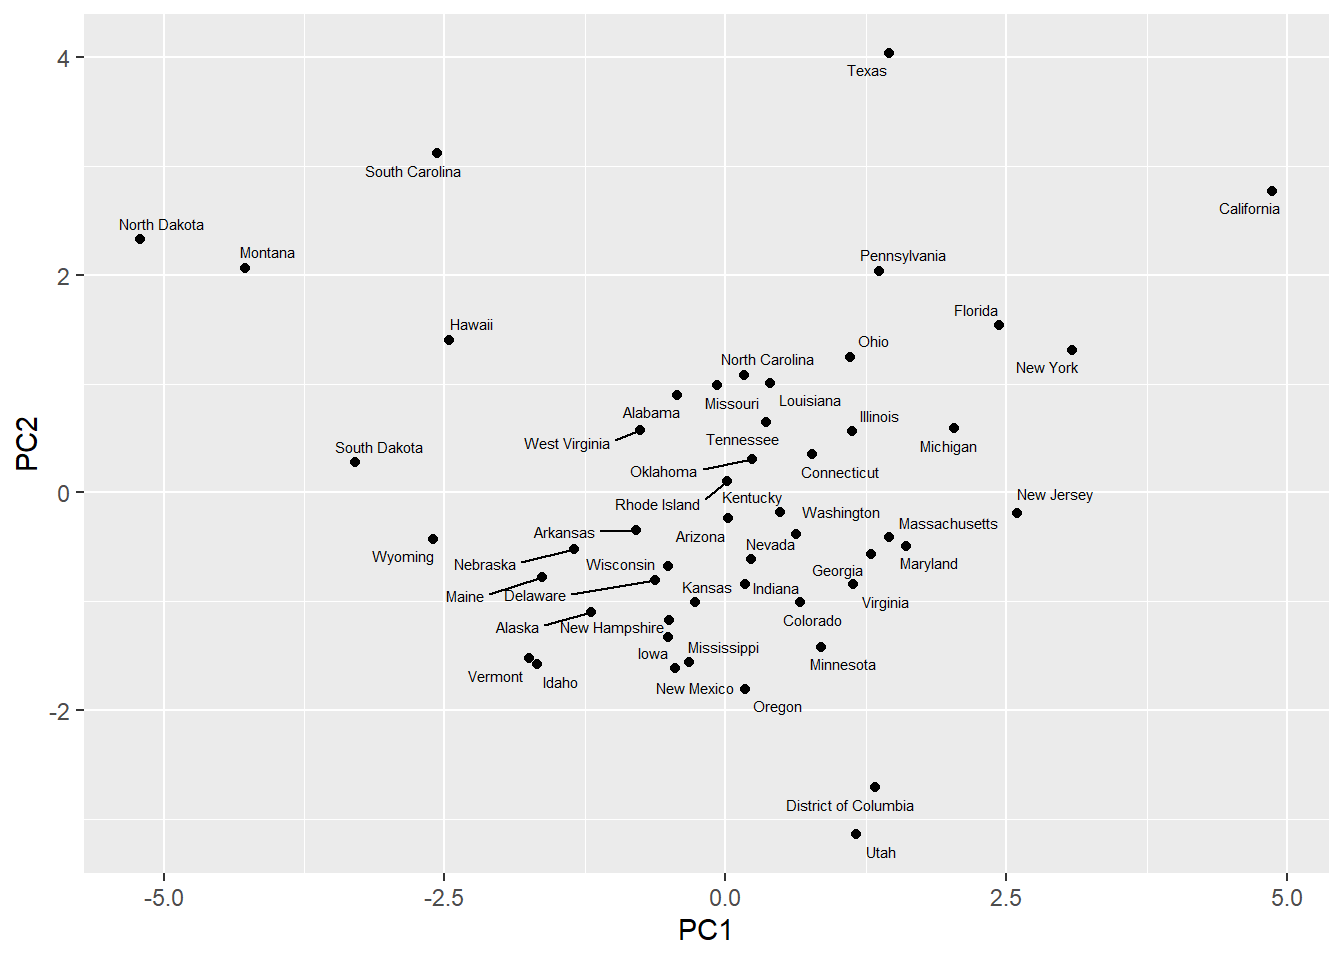 4
Texas
South Carolina
California
North Dakota
Montana
Pennsylvania
2
Florida
Hawaii
Ohio
New York
North Carolina
Missouri
Louisiana
Alabama
Illinois
West Virginia
Tennessee
Michigan
PC2
South Dakota
Oklahoma
Connecticut
0
New Jersey
Kentucky
Rhode Island
Washington
Massachusetts
Arkansas
Arizona
Nevada
Wyoming
Nebraska
Wisconsin
Georgia
Maryland
Kansas
Indiana
Maine
Delaware
Virginia
Colorado
Alaska
New Hampshire
Iowa
Mississippi
Minnesota
Vermont
Idaho
New Mexico
Oregon
-2
District of Columbia
Utah
-5.0
-2.5
0.0
2.5
5.0
PC1